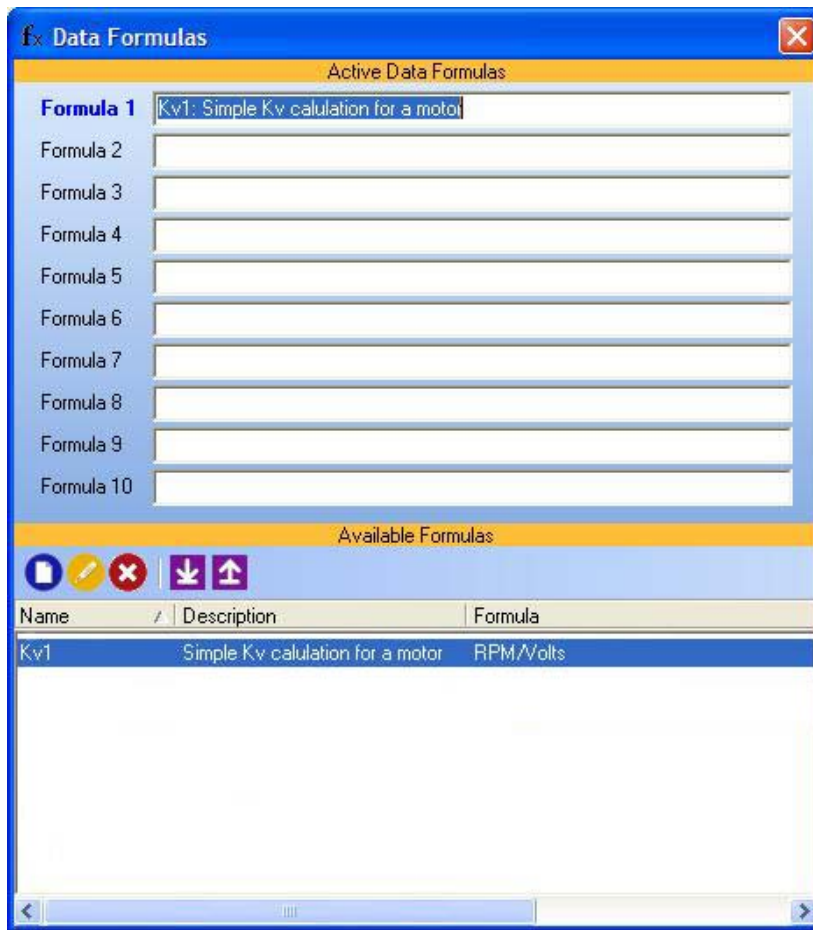 fx Data Formulas
Active Data Formulas
Formula 1 Kv1: Simple Kv calulation for a motor
Formula 2
Formula 3
Formula 4
Formula 5
Formula 6
Formula 7
Formula 8
Formula 9
Formula 10
Available Formulas
Name / Description Formula
Kv1 Simple Kv calulation for a motor RPM/Volts